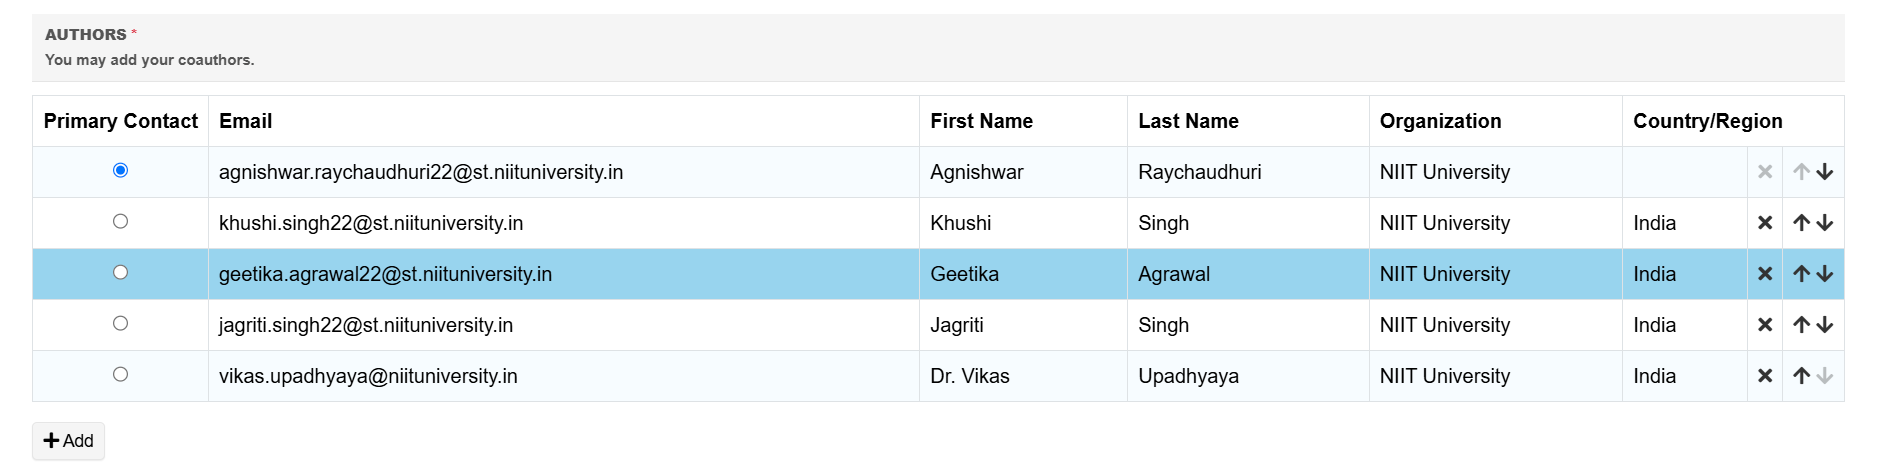 AUTHORS *
You may add your coauthors.
Primary Contact Email First Name Last Name Organization Country/Region
agnishwar.raychaudhuri22@st.niituniversity.in Agnishwar Raychaudhuri NIIT University
khushi.singh22@st.niituniversity.in Khushi Singh NIIT University India
geetika.agrawal22@st.niituniversity.in Geetika Agrawal NIIT University India
jagriti.singh22@st.niituniversity.in Jagriti Singh NIIT University India
vikas.upadhyaya@niituniversity.in Dr. Vikas Upadhyaya NIIT University India
Add